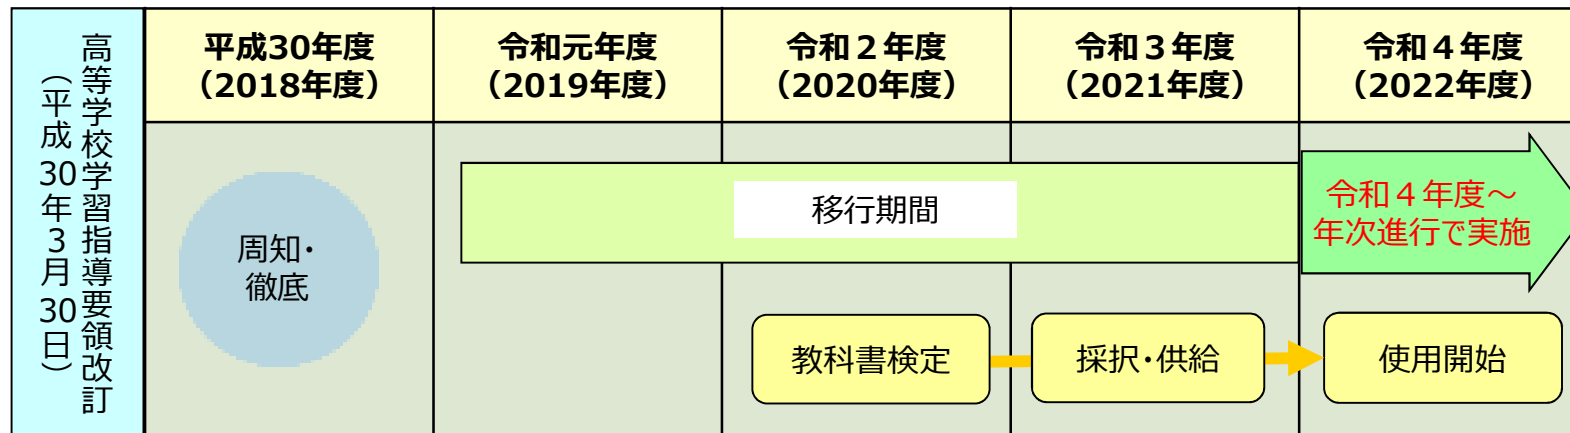 高等学校学習指導要領改訂
（平成30年３月30日）
平成30年度
（2018年度）
令和元年度
（2019年度）
令和２年度
（2020年度）
令和３年度
（2021年度）
令和４年度
（2022年度）
周知・
徹底
移行期間
令和４年度～
年次進行で実施
教科書検定
採択・供給
使用開始